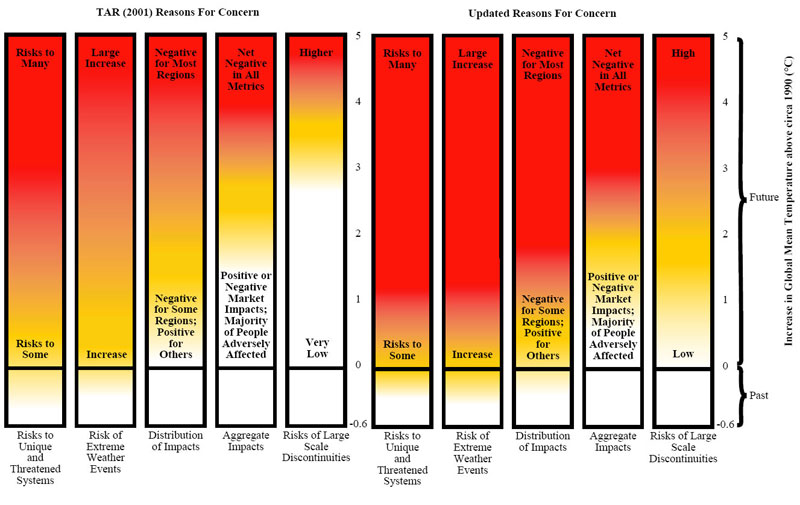 TAR (2001) Reasons For Concern
Updated Reasons For Concern
Risks to
Many
Large
Increase
Negative
for Most
Regions
Net
Negative
in All
Metrics
Higher
Risks to
Some
Increase
Negative
for Some
Regions;
Positive
for
Others
Positive or
Negative
Market
Impacts;
Majority
of People
Adversely
Affected
Very
Low
5
4
3
2
1
0
-0.6
Risks to
Unique
and
Threatened
Systems
Risk of
Extreme
Weather
Events
Distribution
of Impacts
Aggregate
Impacts
Risks of Large
Scale
Discontinuities
Risks to
Many
Large
Increase
Negative
for Most
Regions
Net
Negative
in All
Metrics
High
Risks to
Some
Increase
Negative
for Some
Regions;
Positive
for
Others
Positive or
Negative
Market
Impacts;
Majority
of People
Adversely
Affected
Low
5
4
3
2
1
0
-0.6
Future
Past
Increase in Global Mean Temperature above circa 1990 (°C)
Risks to
Unique
and
Threatened
Systems
Risk of
Extreme
Weather
Events
Distribution
of Impacts
Aggregate
Impacts
Risks of Large
Scale
Discontinuities